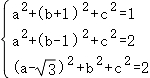 a²+(b+1)²+c²=1
a²+(b-1)²+c²=2
(a-√3)²+b²+c²=2